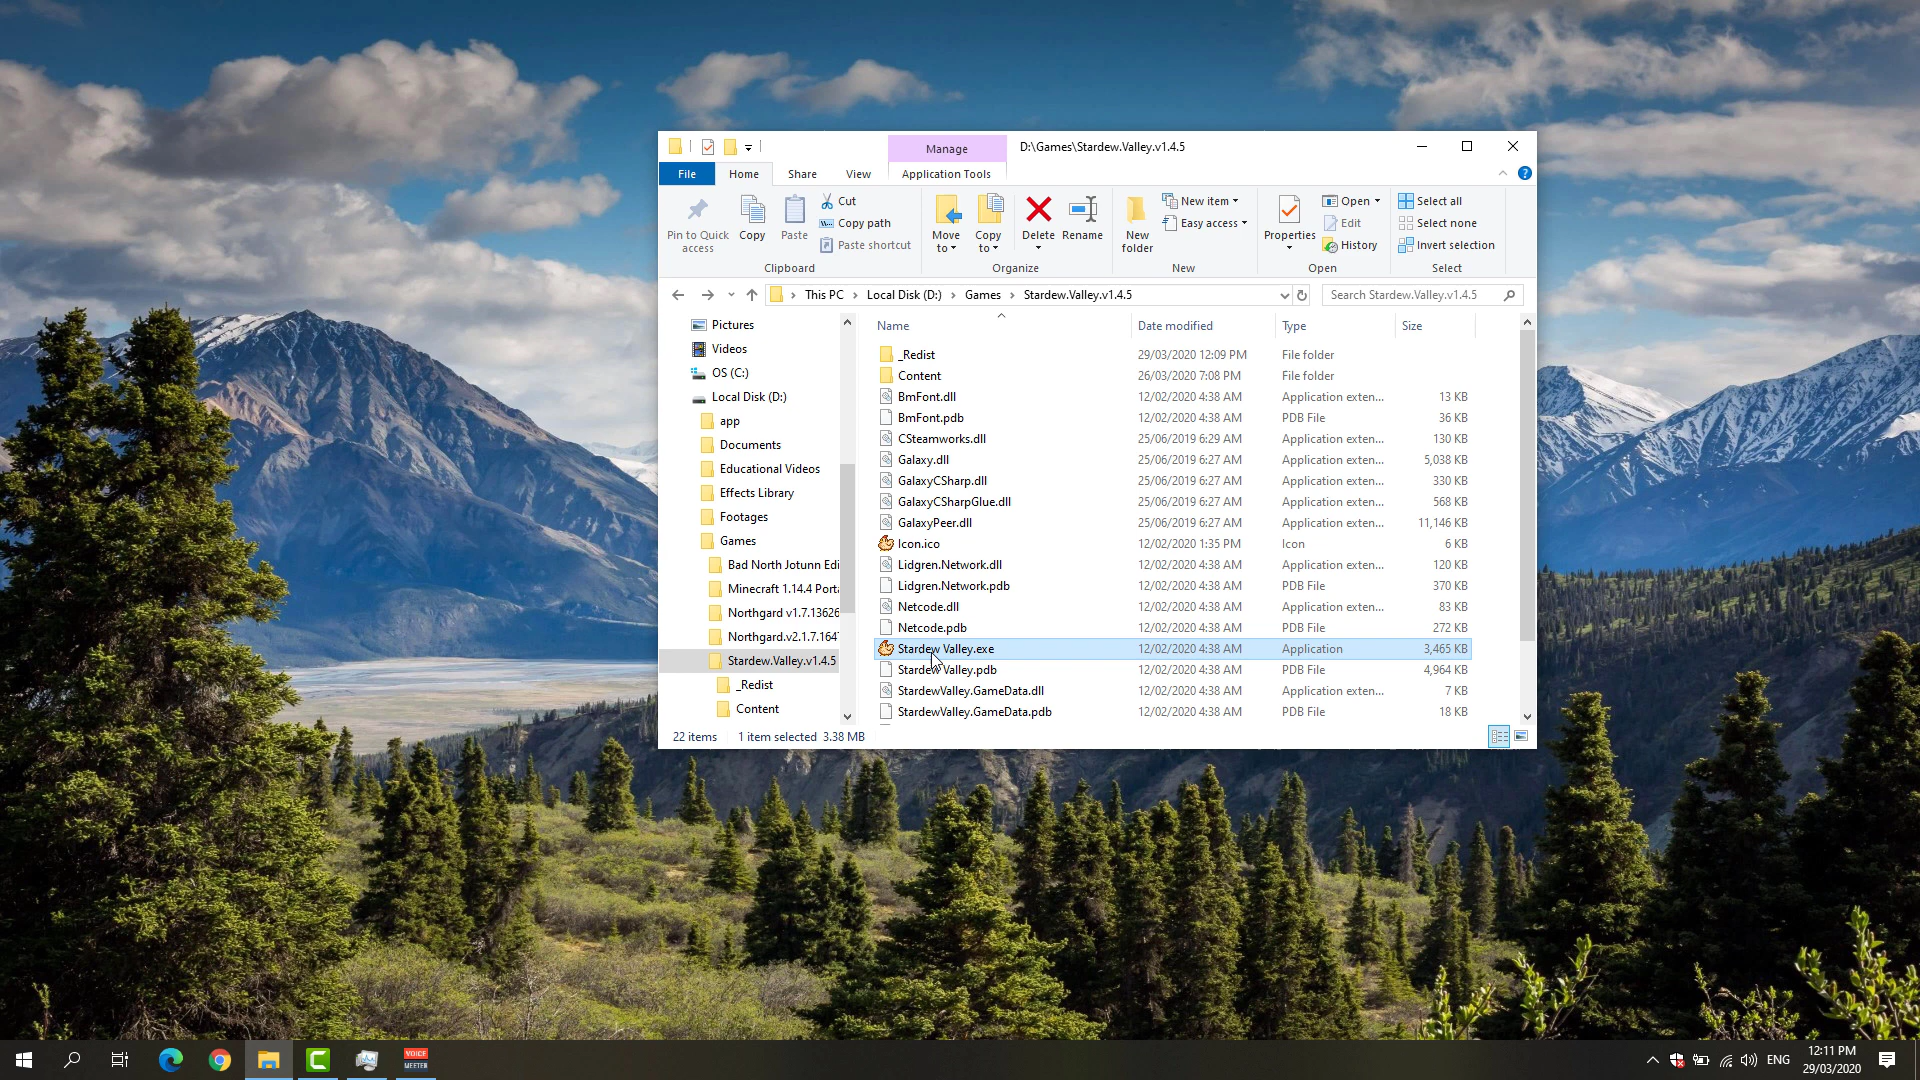 Manage
D:\Games\Stardew.Valley.v1.4.5
File
Home
Share
View
Application Tools
Pin to Quick access
Copy
Paste
Cut
Copy path
Paste shortcut
Clipboard
Move to
Copy to
Delete
Rename
Organize
New folder
New item
Easy access
New
Properties
Open
Edit
History
Open
Select all
Select none
Invert selection
Select
This PC
Local Disk (D:)
Games
Stardew.Valley.v1.4.5
Search Stardew.Valley.v1.4.5
Pictures
Videos
OS (C:)
Local Disk (D:)
app
Documents
Educational Videos
Effects Library
Footages
Games
Bad North Jotunn Edi
Minecraft 1.14.4 Porta
Northgard v1.7.13626
Northgard.v2.1.7.164
Stardew.Valley.v1.4.5
_Redist
Content
Name Date modified Type Size
_Redist 29/03/2020 12:09 PM File folder
Content 26/03/2020 7:08 PM File folder
BmFont.dll 12/02/2020 4:38 AM Application exten... 13 KB
BmFont.pdb 12/02/2020 4:38 AM PDB File 36 KB
CSteamworks.dll 25/06/2019 6:29 AM Application exten... 130 KB
Galaxy.dll 25/06/2019 6:27 AM Application exten... 5,038 KB
GalaxyCSharp.dll 25/06/2019 6:27 AM Application exten... 330 KB
GalaxyCSharpGlue.dll 25/06/2019 6:27 AM Application exten... 568 KB
GalaxyPeer.dll 25/06/2019 6:27 AM Application exten... 11,146 KB
Icon.ico 12/02/2020 1:35 PM Icon 6 KB
Lidgren.Network.dll 12/02/2020 4:38 AM Application exten... 120 KB
Lidgren.Network.pdb 12/02/2020 4:38 AM PDB File 370 KB
Netcode.dll 12/02/2020 4:38 AM Application exten... 83 KB
Netcode.pdb 12/02/2020 4:38 AM PDB File 272 KB
Stardew Valley.exe 12/02/2020 4:38 AM Application 3,465 KB
Stardew Valley.pdb 12/02/2020 4:38 AM PDB File 4,964 KB
StardewValley.GameData.dll 12/02/2020 4:38 AM Application exten... 7 KB
StardewValley.GameData.pdb 12/02/2020 4:38 AM PDB File 18 KB
22 items 1 item selected 3.38 MB
VOICE
MEETER
ENG
12:11 PM
29/03/2020